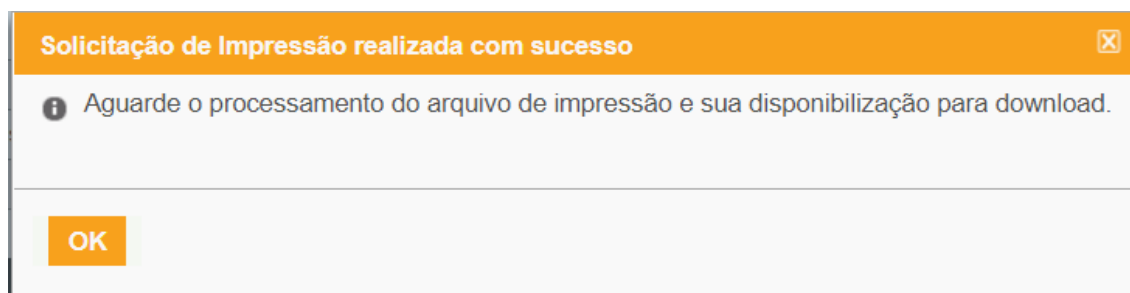 Solicitação de Impressão realizada com sucesso
Aguarde o processamento do arquivo de impressão e sua disponibilização para download.
OK